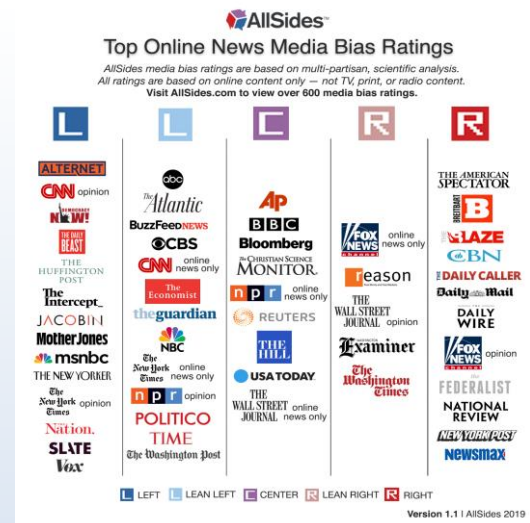 AllSides™
Top Online News Media Bias Ratings
AllSides media bias ratings are based on multi-partisan, scientific analysis.
All ratings are based on online content only — not TV, print, or radio content.
Visit AllSides.com to view over 600 media bias ratings.
L
ALTERNET
CNN opinion
DEMOCRACY NOW!
THE DAILY BEAST
THE HUFFINGTON POST
The Intercept_
JACOBIN
Mother Jones
msnbc
THE NEW YORKER
The New York Times opinion
Nation.
SLATE
Vox
L
abc
The Atlantic
BuzzFeedNEWS
CBS
CNN online news only
The Economist
theguardian
NBC
The New York Times online news only
npr opinion
POLITICO
TIME
The Washington Post
C
AP
BBC
Bloomberg
The CHRISTIAN SCIENCE MONITOR
npr online news only
REUTERS
THE HILL
USA TODAY
THE WALL STREET JOURNAL online news only
R
FOX NEWS channel online news only
reason
THE WALL STREET JOURNAL opinion
Examiner
The Washington Times
R
THE AMERICAN SPECTATOR
BREITBART B
BLAZE
CBN
THE DAILY CALLER
Daily Mail
THE DAILY WIRE
FOX NEWS channel opinion
FEDERALIST
NATIONAL REVIEW
NEW YORK POST
Newsmax
L LEFT L LEAN LEFT C CENTER R LEAN RIGHT R RIGHT
Version 1.1 | AllSides 2019